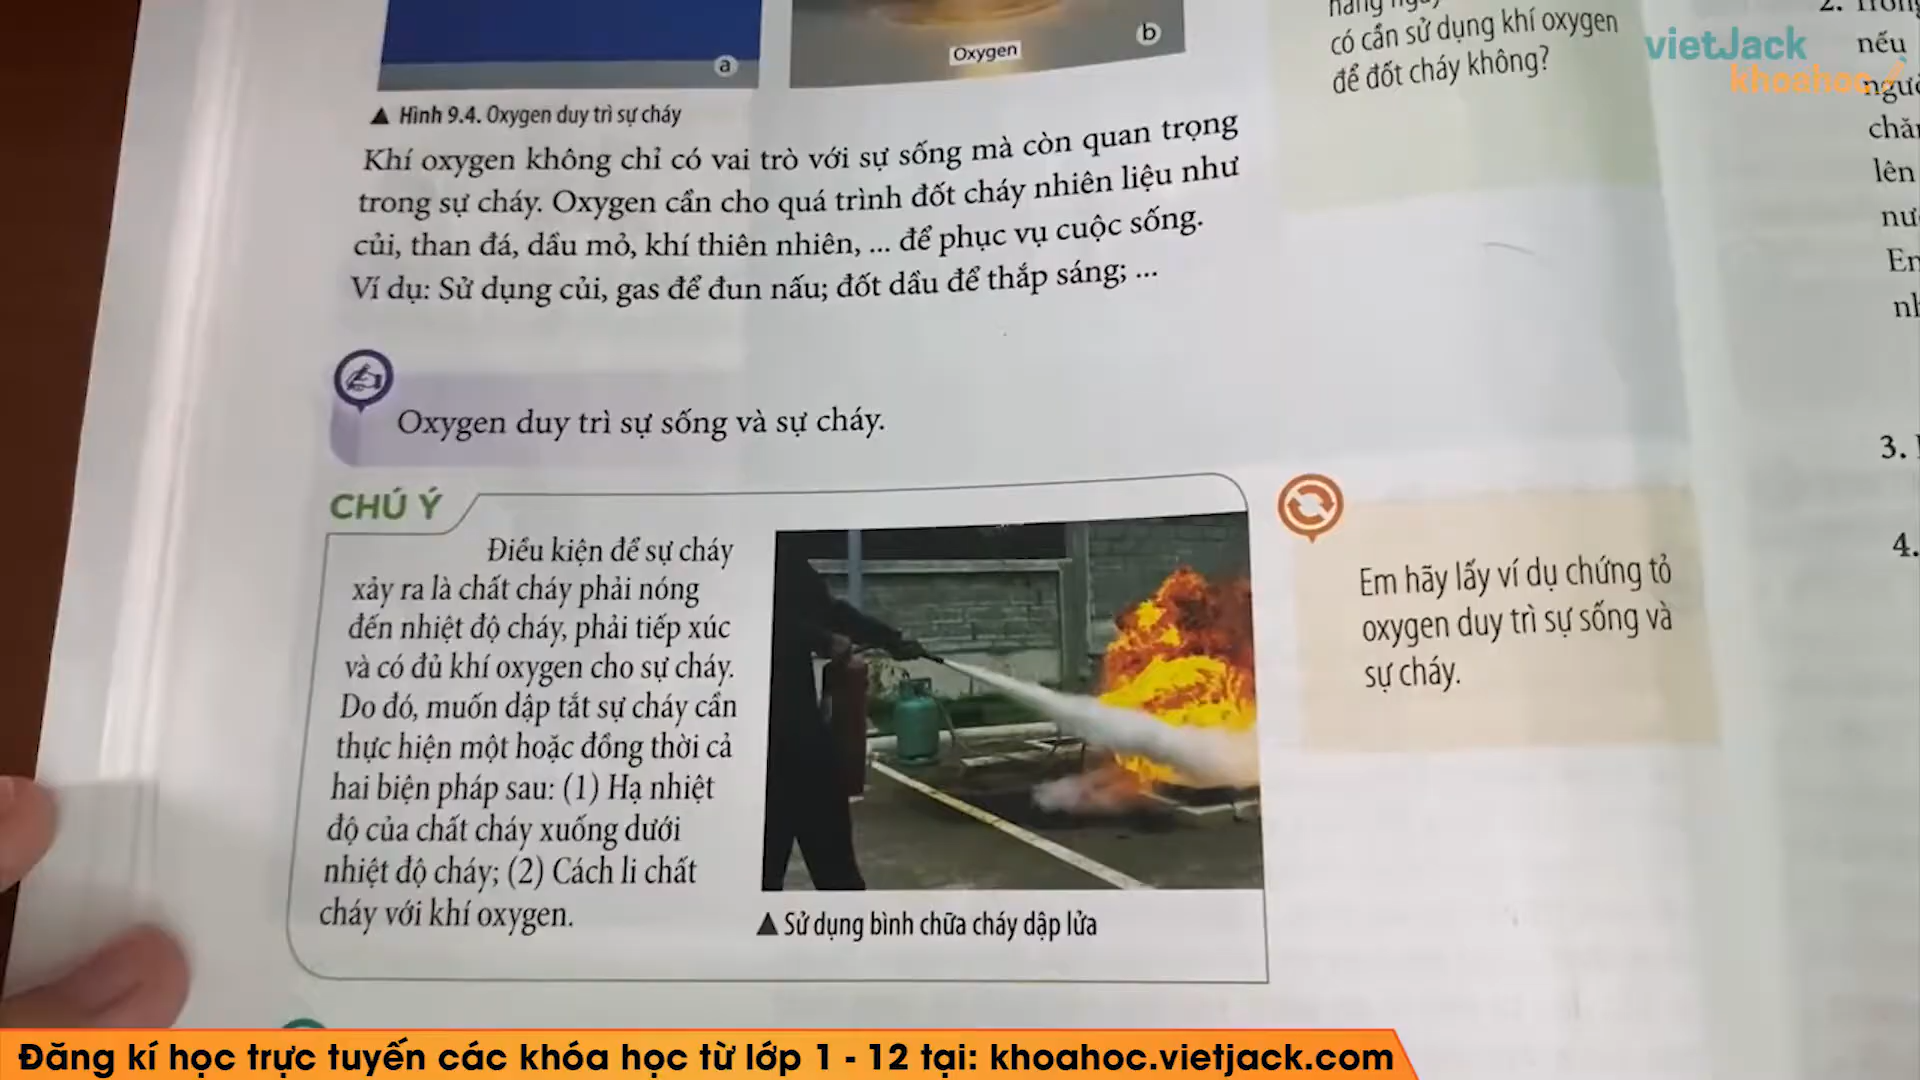 a
Oxygen
b
▲ Hình 9.4. Oxygen duy trì sự cháy
Khí oxygen không chỉ có vai trò với sự sống mà còn quan trọng
trong sự cháy. Oxygen cần cho quá trình đốt cháy nhiên liệu như
củi, than đá, dầu mỏ, khí thiên nhiên, ... để phục vụ cuộc sống.
Ví dụ: Sử dụng củi, gas để đun nấu; đốt dầu để thắp sáng; ...
Oxygen duy trì sự sống và sự cháy.
CHÚ Ý
Điều kiện để sự cháy
xảy ra là chất cháy phải nóng
đến nhiệt độ cháy, phải tiếp xúc
và có đủ khí oxygen cho sự cháy.
Do đó, muốn dập tắt sự cháy cần
thực hiện một hoặc đồng thời cả
hai biện pháp sau: (1) Hạ nhiệt
độ của chất cháy xuống dưới
nhiệt độ cháy; (2) Cách li chất
cháy với khí oxygen.
▲ Sử dụng bình chữa cháy dập lửa
có cần sử dụng khí oxygen
để đốt cháy không?
Em hãy lấy ví dụ chứng tỏ
oxygen duy trì sự sống và
sự cháy.
vietJack
khoahoc
2.
nếu
lên
3.
4.
Đăng kí học trực tuyến các khóa học từ lớp 1 - 12 tại: khoahoc.vietjack.com